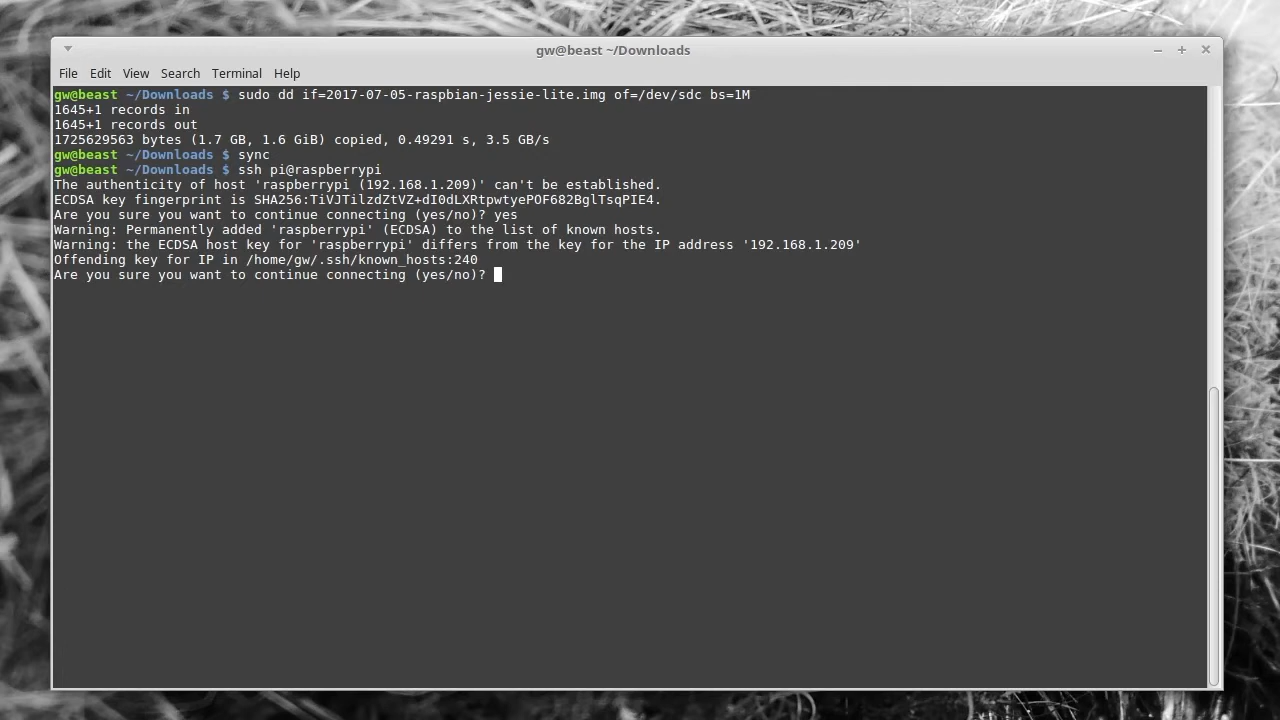 gw@beast ~/Downloads
File Edit View Search Terminal Help
gw@beast ~/Downloads $ sudo dd if=2017-07-05-raspbian-jessie-lite.img of=/dev/sdc bs=1M
1645+1 records in
1645+1 records out
1725629563 bytes (1.7 GB, 1.6 GiB) copied, 0.49291 s, 3.5 GB/s
gw@beast ~/Downloads $ sync
gw@beast ~/Downloads $ ssh pi@raspberrypi
The authenticity of host 'raspberrypi (192.168.1.209)' can't be established.
ECDSA key fingerprint is SHA256:TiVJTilzdZtVZ+dI0dLXRtpwtyePOF682BglTsqPIE4.
Are you sure you want to continue connecting (yes/no)? yes
Warning: Permanently added 'raspberrypi' (ECDSA) to the list of known hosts.
Warning: the ECDSA host key for 'raspberrypi' differs from the key for the IP address '192.168.1.209'
Offending key for IP in /home/gw/.ssh/known_hosts:240
Are you sure you want to continue connecting (yes/no)?